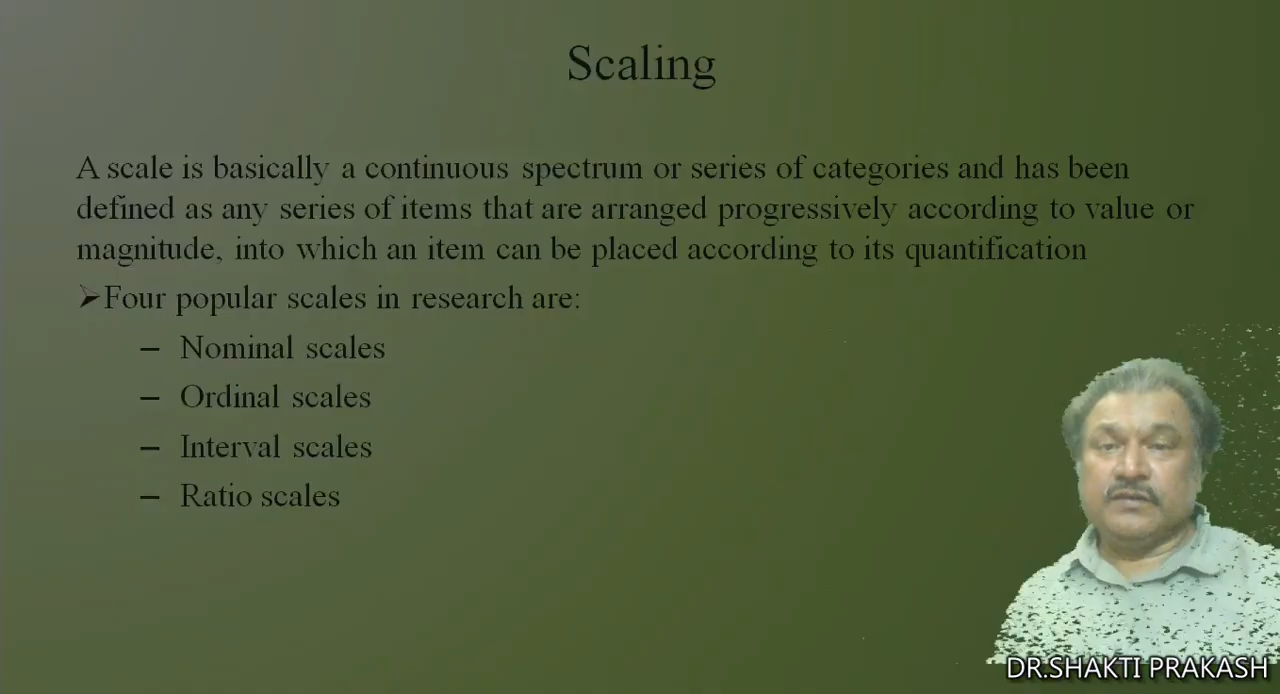 Scaling
A scale is basically a continuous spectrum or series of categories and has been
defined as any series of items that are arranged progressively according to value or
magnitude, into which an item can be placed according to its quantification
➢Four popular scales in research are:
– Nominal scales
– Ordinal scales
– Interval scales
– Ratio scales
DR.SHAKTI PRAKASH